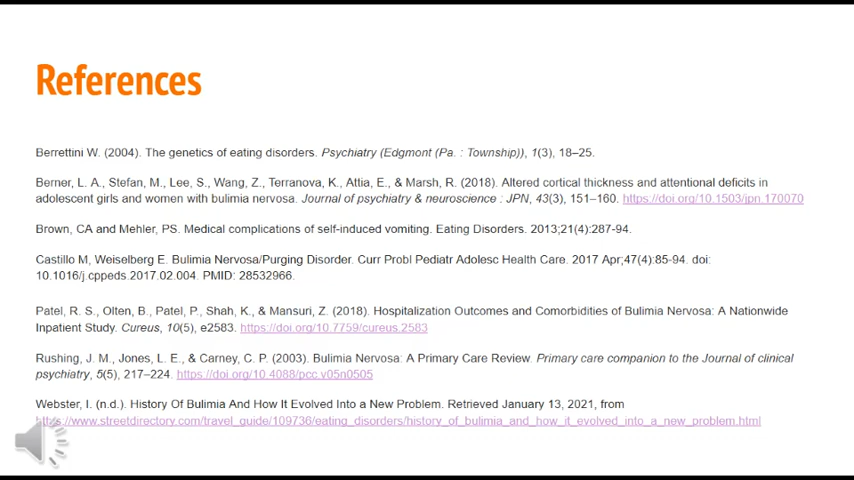 References
Berrettini W. (2004). The genetics of eating disorders. Psychiatry (Edgmont (Pa. : Township)), 1(3), 18–25.
Berner, L. A., Stefan, M., Lee, S., Wang, Z., Terranova, K., Attia, E., & Marsh, R. (2018). Altered cortical thickness and attentional deficits in
adolescent girls and women with bulimia nervosa. Journal of psychiatry & neuroscience : JPN, 43(3), 151–160. https://doi.org/10.1503/jpn.170070
Brown, CA and Mehler, PS. Medical complications of self-induced vomiting. Eating Disorders. 2013;21(4):287-94.
Castillo M, Weiselberg E. Bulimia Nervosa/Purging Disorder. Curr Probl Pediatr Adolesc Health Care. 2017 Apr;47(4):85-94. doi:
10.1016/j.cppeds.2017.02.004. PMID: 28532966.
Patel, R. S., Olten, B., Patel, P., Shah, K., & Mansuri, Z. (2018). Hospitalization Outcomes and Comorbidities of Bulimia Nervosa: A Nationwide
Inpatient Study. Cureus, 10(5), e2583. https://doi.org/10.7759/cureus.2583
Rushing, J. M., Jones, L. E., & Carney, C. P. (2003). Bulimia Nervosa: A Primary Care Review. Primary care companion to the Journal of clinical
psychiatry, 5(5), 217–224. https://doi.org/10.4088/pcc.v05n0505
Webster, I. (n.d.). History Of Bulimia And How It Evolved Into a New Problem. Retrieved January 13, 2021, from
https://www.streetdirectory.com/travel_guide/109736/eating_disorders/history_of_bulimia_and_how_it_evolved_into_a_new_problem.html